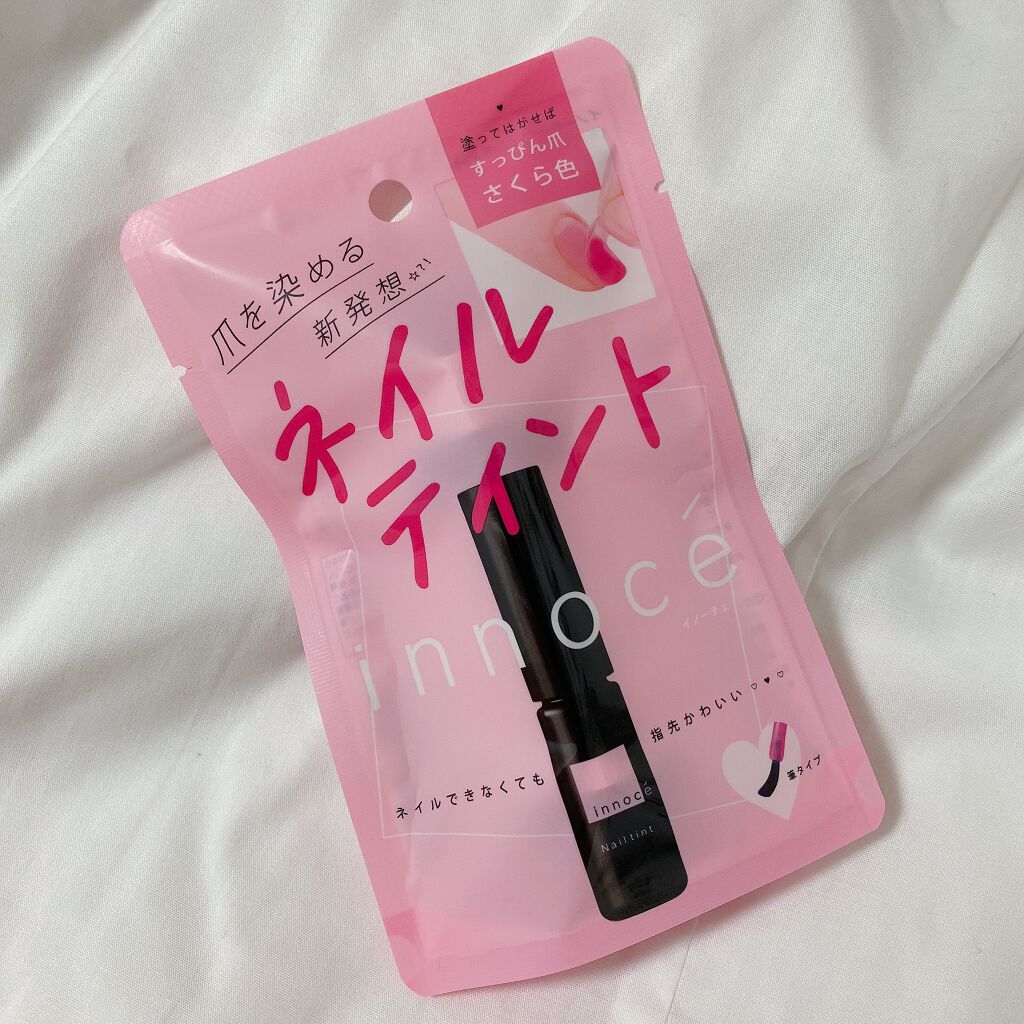 ♥
塗ってはがせば
すっぴん爪
さくら色
爪を染める
新発想
ネイル
ティント
innocé
イノーチェ
ネイルできなくても
指先かわいい♡♥♡
筆タイプ
innocé
Nailtint